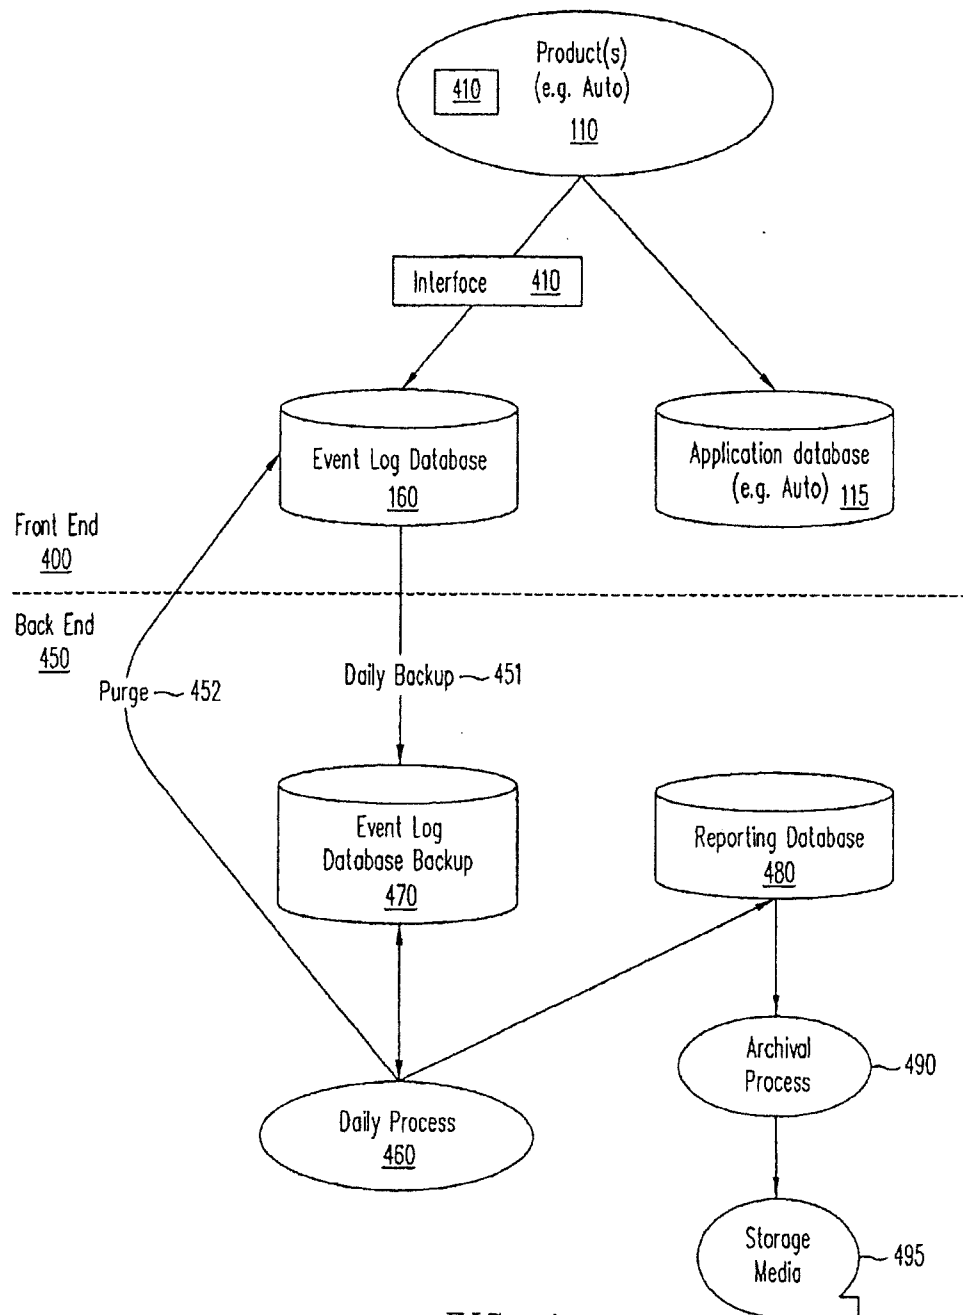 Product(s)
(e.g. Auto)
410
110
Interface 410
Event Log Database
160
Application database
(e.g. Auto) 115
Front End
400
Back End
450
Daily Backup 451
Purge 452
Event Log
Database Backup
470
Reporting Database
480
Archival
Process
490
Daily Process
460
Storage
Media
495